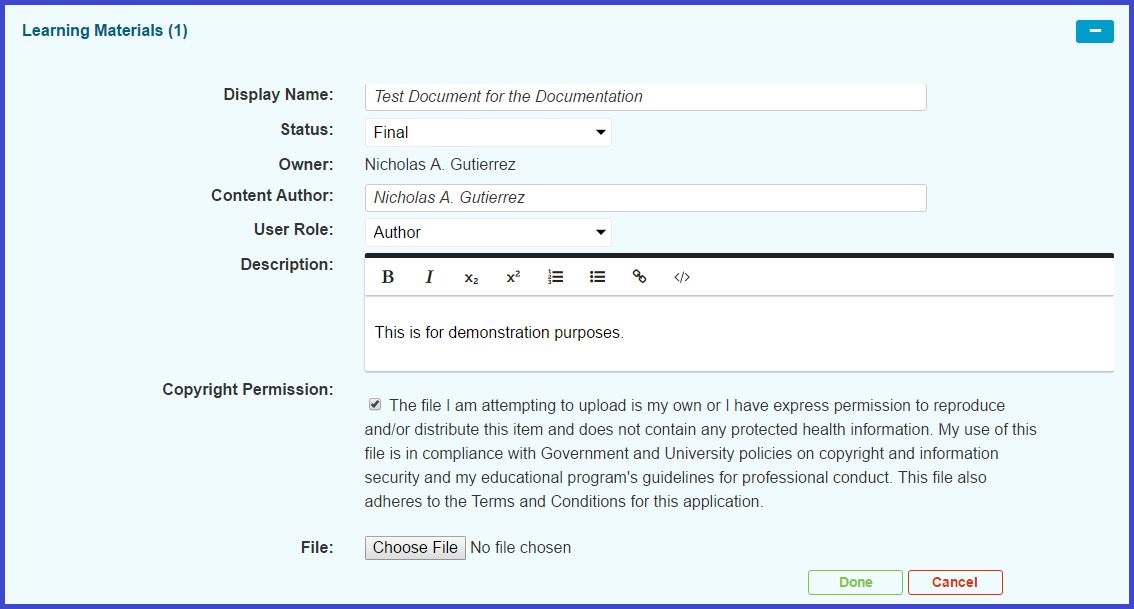 Learning Materials (1)
Display Name: Test Document for the Documentation
Status: Final
Owner: Nicholas A. Gutierrez
Content Author: Nicholas A. Gutierrez
User Role: Author
Description:
B I x2 x²
This is for demonstration purposes.
Copyright Permission:
The file I am attempting to upload is my own or I have express permission to reproduce
and/or distribute this item and does not contain any protected health information. My use of this
file is in compliance with Government and University policies on copyright and information
security and my educational program's guidelines for professional conduct. This file also
adheres to the Terms and Conditions for this application.
File: Choose File No file chosen
Done Cancel